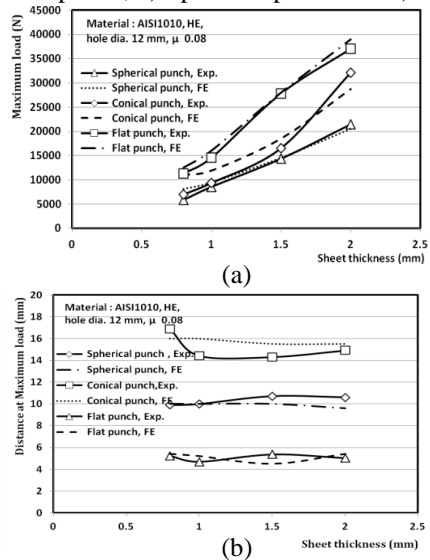 Maximum load (N)
45000
40000
35000
30000
25000
20000
15000
10000
5000
0
Material : AISI1010, HE,
hole dia. 12 mm, μ 0.08
Spherical punch, Exp.
Spherical punch, FE
Conical punch, Exp.
Conical punch, FE
Flat punch, Exp.
Flat punch, FE
0 0.5 1 1.5 2 2.5
Sheet thickness (mm)
(a)
Distance at Maximum load (mm)
20
18
16
14
12
10
8
6
4
2
0
Material : AISI1010, HE,
hole dia. 12 mm, μ 0.08
Spherical punch , Exp.
Spherical punch, FE
Conical punch,Exp.
Conical punch, FE
Flat punch, Exp.
Flat punch, FE
0 0.5 1 1.5 2 2.5
Sheet thickness (mm)
(b)